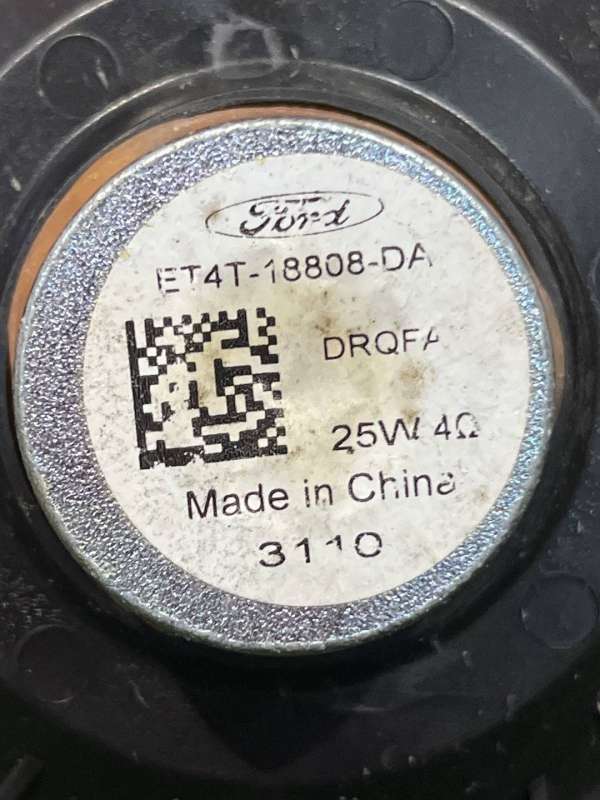 Ford
ET4T-18808-DA
DRQFA
25W 4Ω
Made in China
3110